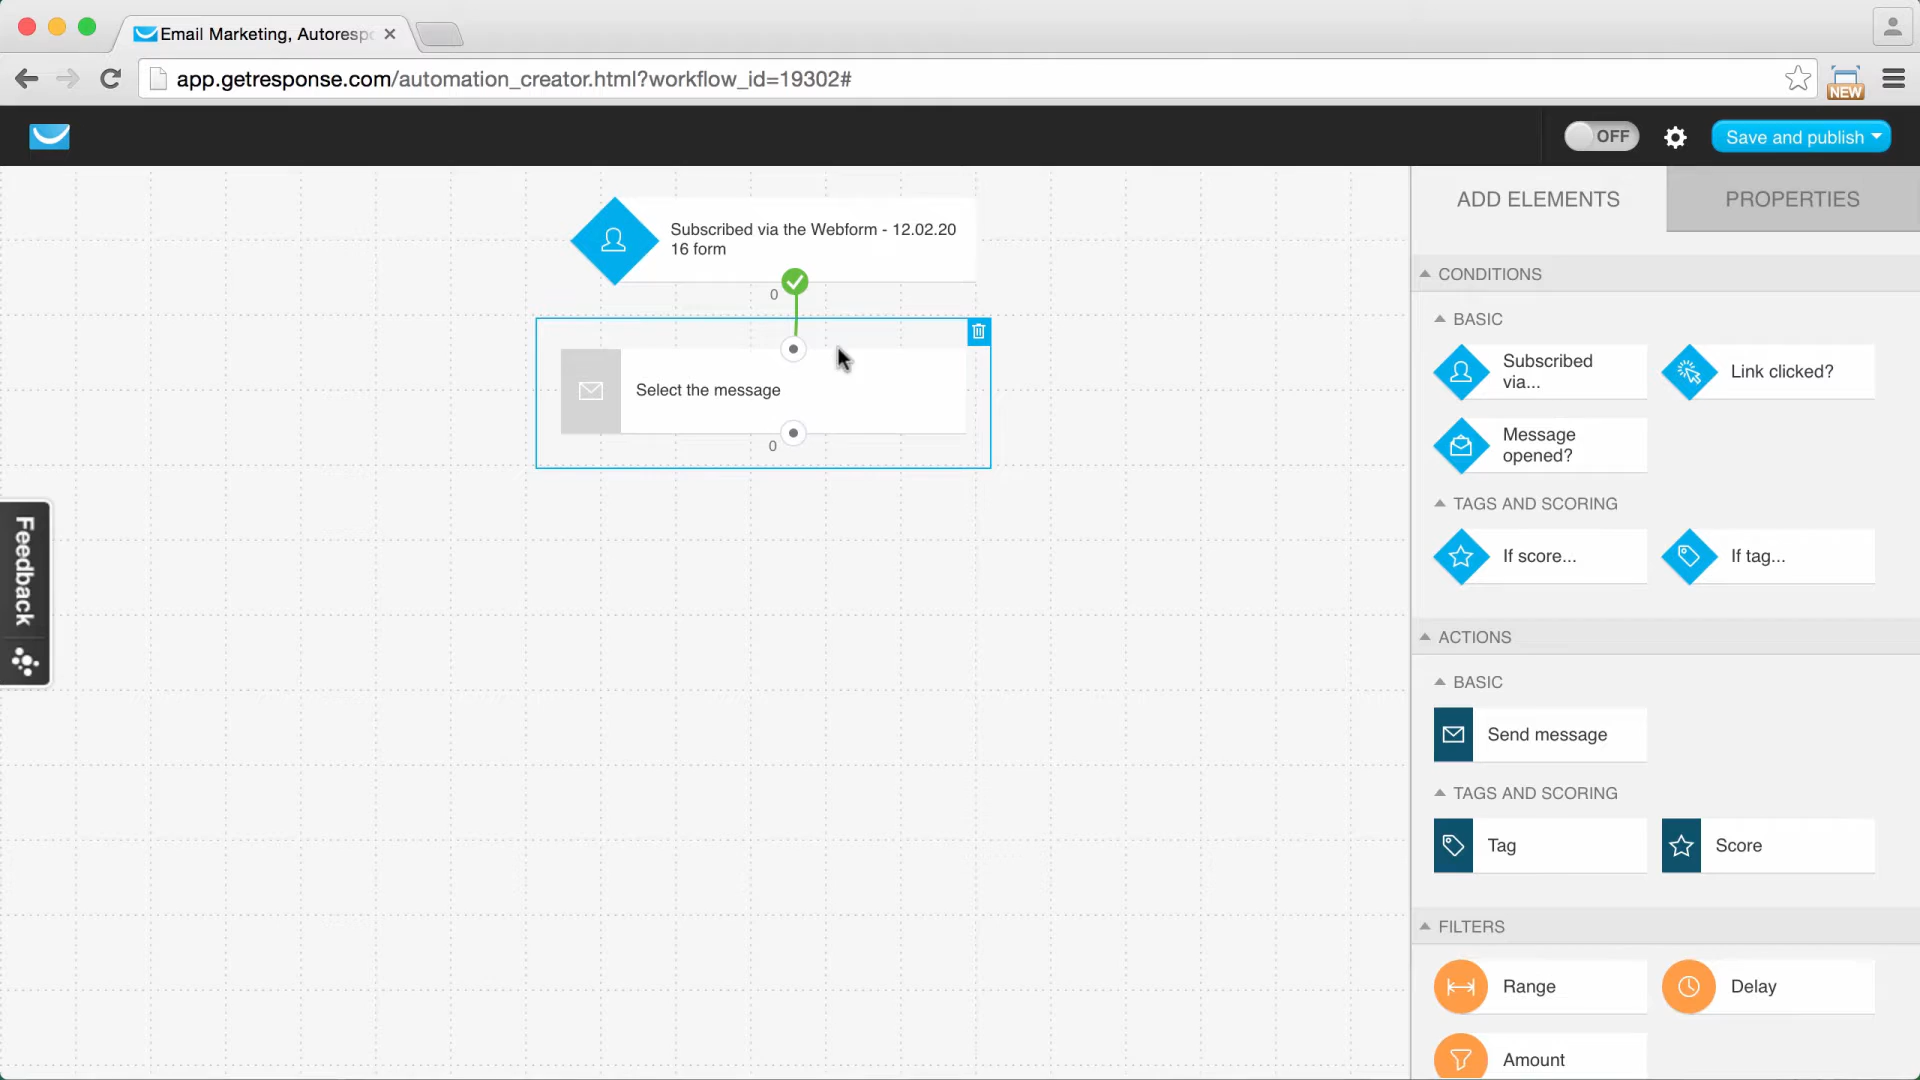 Email Marketing, Autoresp
app.getresponse.com/automation_creator.html?workflow_id=19302#
NEW
OFF
Save and publish
ADD ELEMENTS
PROPERTIES
Subscribed via the Webform - 12.02.20
16 form
0
Select the message
0
Feedback
CONDITIONS
BASIC
Subscribed
via...
Link clicked?
Message
opened?
TAGS AND SCORING
If score...
If tag...
ACTIONS
BASIC
Send message
TAGS AND SCORING
Tag
Score
FILTERS
Range
Delay
Amount